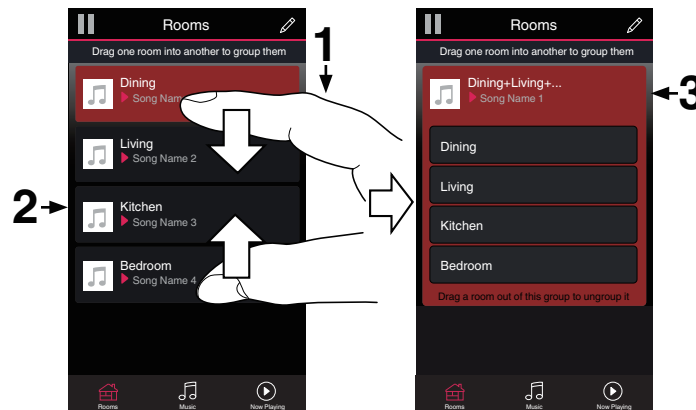 Rooms
Drag one room into another to group them
Dining
Song Nam
Living
Song Name 2
Kitchen
Song Name 3
Bedroom
Song Name 4
Rooms
Music
Now Playing
1
2
Rooms
Drag one room into another to group them
Dining+Living+...
Song Name 1
Dining
Living
Kitchen
Bedroom
Drag a room out of this group to ungroup it
Rooms
Music
Now Playing
3